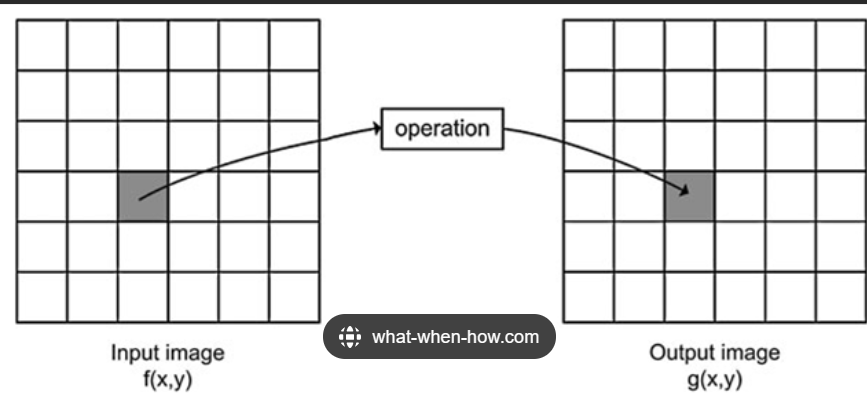 operation
what-when-how.com
Input image
f(x,y)
Output image
g(x,y)